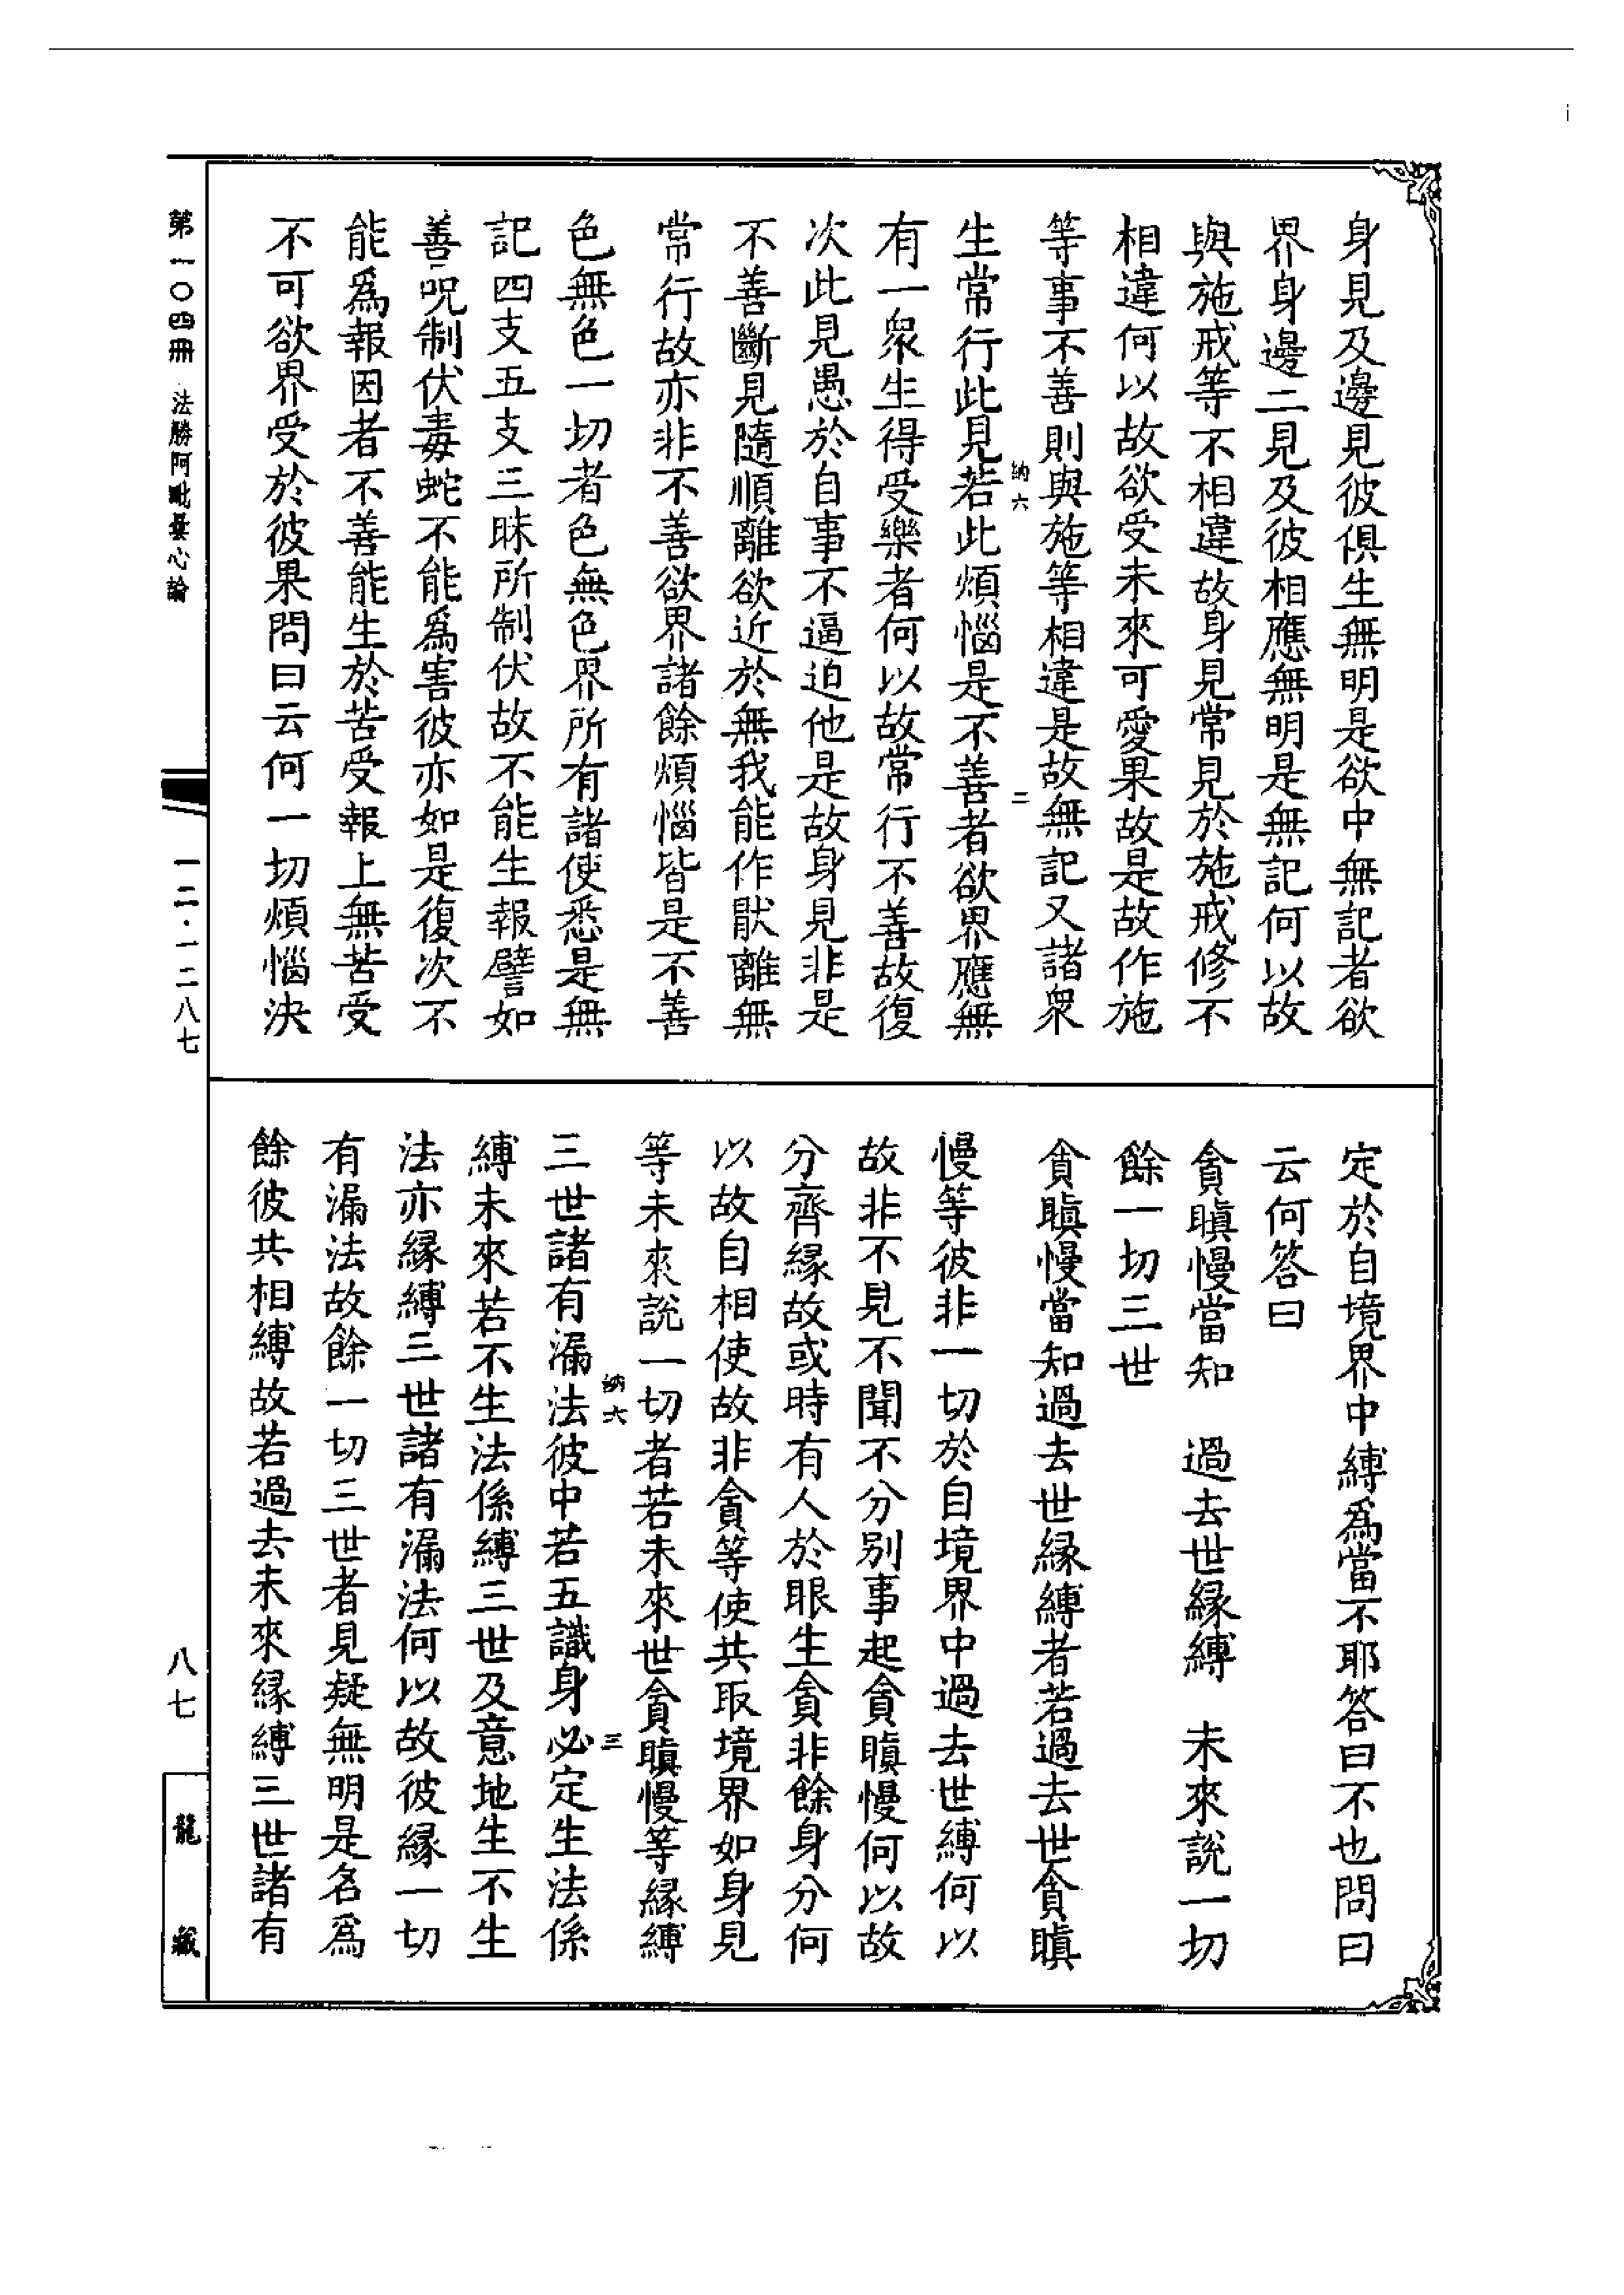 身見及邊見彼俱生無明是欲中無記者欲
界身邊二見及彼相應無明是無記何以故
與施戒等不相違故身見常見於施戒修不
相違何以故欲受未來可愛果故是故作施
等事不善則與施等相違是故無記又諸衆
納六
二
生常行此見若此煩惱是不善者欲界應無
有一衆生得受樂者何以故常行不善故復
次此見愚於自事不逼迫他是故身見非是
不善斷見隨順離欲近於無我能作猒離無
常行故亦非不善欲界諸餘煩惱皆是不善
色無色一切者色無色界所有諸使悉是無
記四支五支三昧所制伏故不能生報譬如
善呪制伏毒蛇不能爲害彼亦如是復次不
能爲報因者不善能生於苦受報上無苦受
不可欲界受於彼果問曰云何一切煩惱決
定於自境界中縛爲當不耶答曰不也問曰
云何答曰
貪瞋慢當知　過去世緣縛　未來說一切
餘一切三世
貪瞋慢當知過去世緣縛者若過去世貪瞋
慢等彼非一切於自境界中過去世縛何以
故非不見不聞不分別事起貪瞋慢何以故
分齊緣故或時有人於眼生貪非餘身分何
以故自相使故非貪等使共取境界如身見
等未來說一切者若未來世貪瞋慢等緣縛
納六
三
三世諸有漏法彼中若五識身必定生法係
縛未來若不生法係縛三世及意地生不生
法亦緣縛三世諸有漏法何以故彼緣一切
有漏法故餘一切三世者見疑無明是名爲
餘彼共相縛故若過去未來緣縛三世諸有
第一〇四冊　法勝阿毗曇心論
一二·一二八七
八七
龍藏